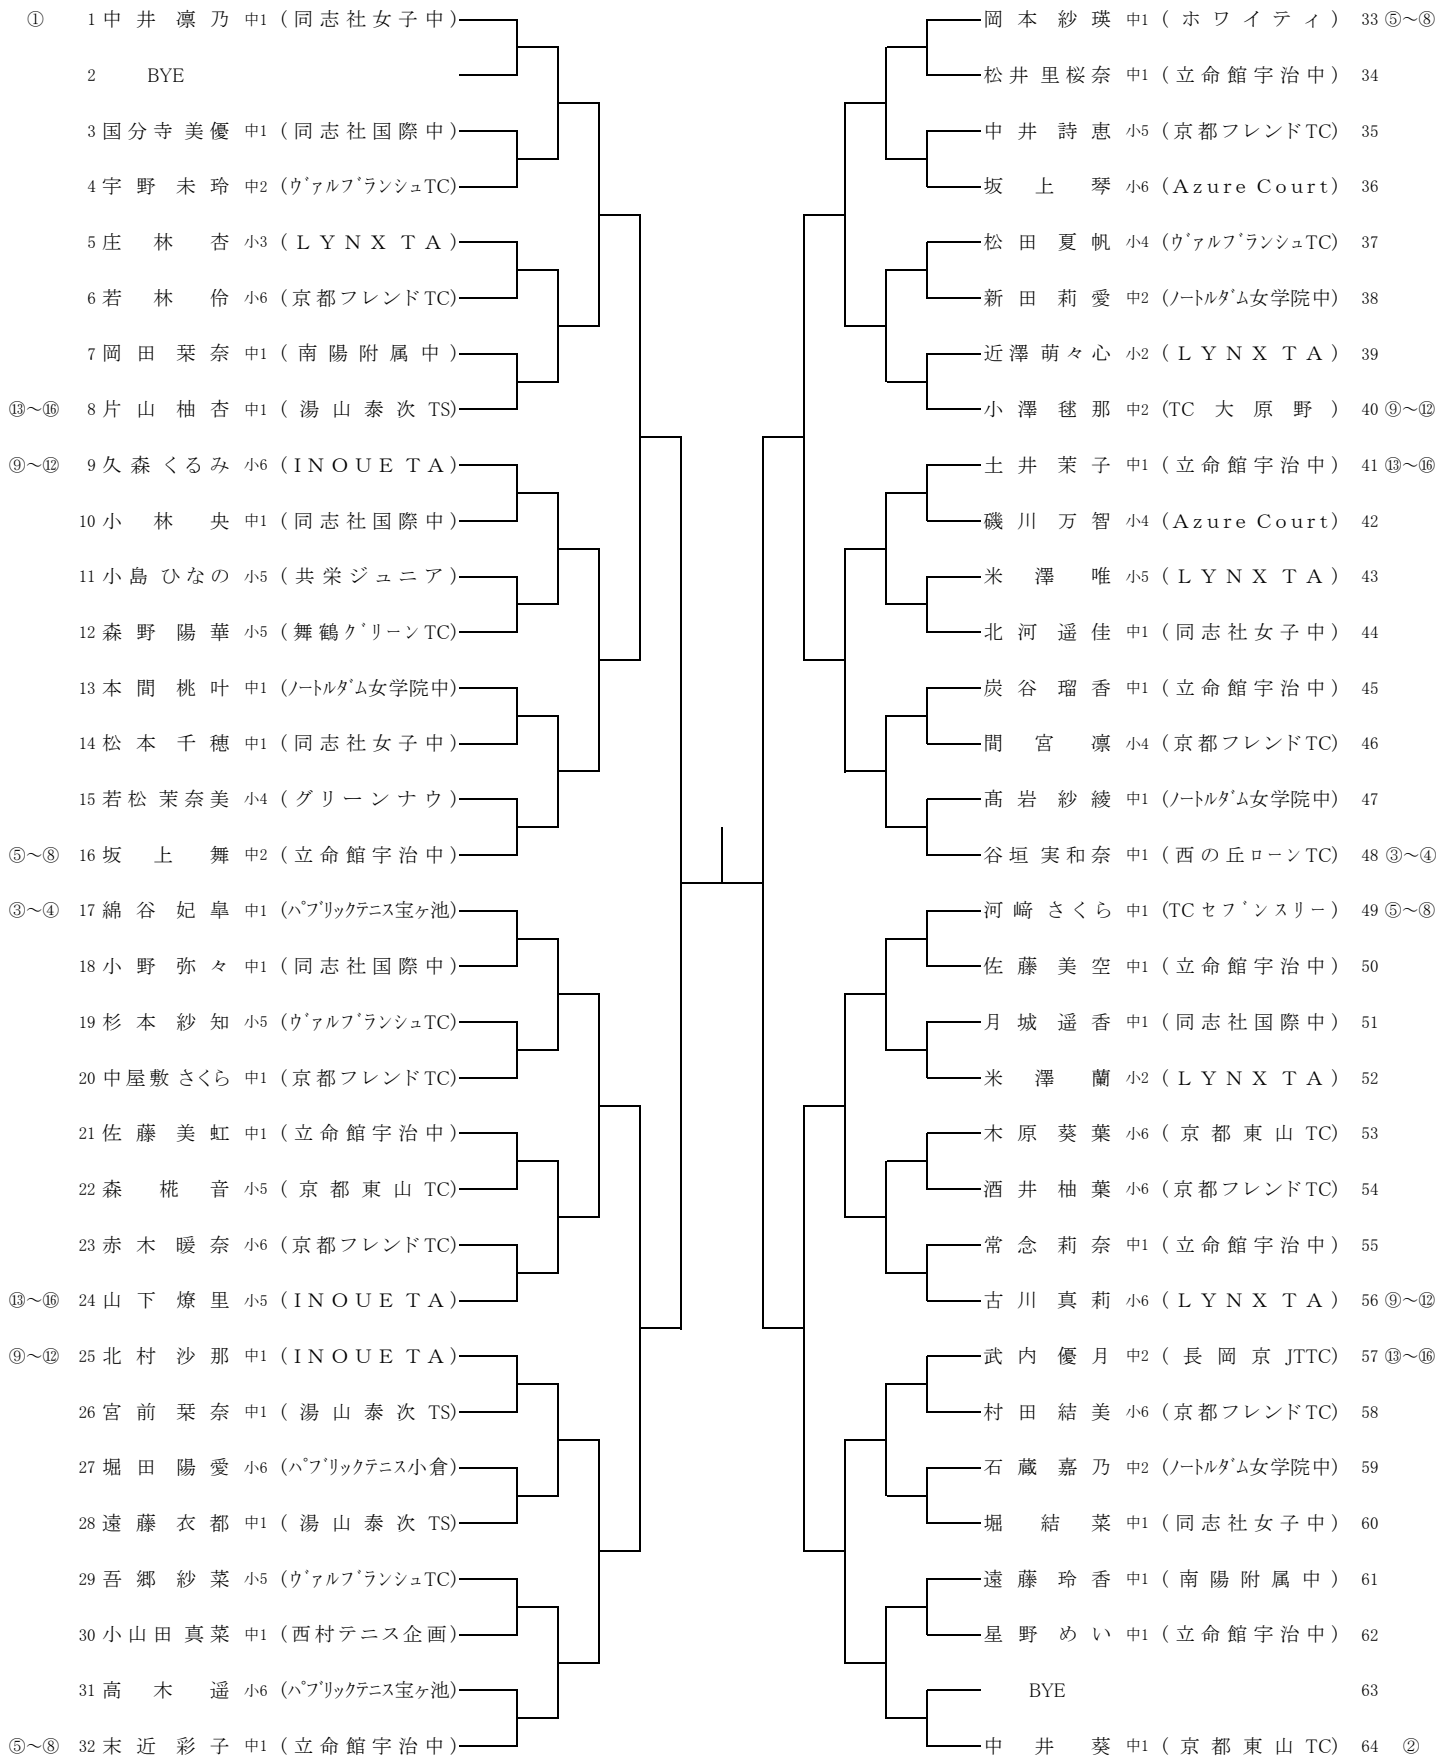 ① 1 中井 凛乃 中1 (同志社女子中)
2 BYE
3 国分寺 美優 中1 (同志社国際中)
4 宇野 未玲 中2 (ヴァルブランシュTC)
5 庄林 杏 小3 (LYNX TA)
6 若林 伶 小6 (京都フレンドTC)
7 岡田 栞奈 中1 (南陽附属中)
⑬～⑯ 8 片山 柚杏 中1 (湯山泰次TS)
⑨～⑫ 9 久森 くるみ 小6 (INOUE TA)
10 小林 央 中1 (同志社国際中)
11 小島 ひなの 小5 (共栄ジュニア)
12 森野 陽華 小5 (舞鶴グリーンTC)
13 本間 桃叶 中1 (ノートルダム女学院中)
14 松本 千穂 中1 (同志社女子中)
15 若松 茉奈美 小4 (グリーンナウ)
⑤～⑧ 16 坂上 舞 中2 (立命館宇治中)
③～④ 17 綿谷 妃皐 中1 (パブリックテニス宝ヶ池)
18 小野 弥々 中1 (同志社国際中)
19 杉本 紗知 小5 (ヴァルブランシュTC)
20 中屋敷 さくら 中1 (京都フレンドTC)
21 佐藤 美虹 中1 (立命館宇治中)
22 森 椛音 小5 (京都東山TC)
23 赤木 暖奈 小6 (京都フレンドTC)
⑬～⑯ 24 山下 燎里 小5 (INOUE TA)
⑨～⑫ 25 北村 沙那 中1 (INOUE TA)
26 宮前 栞奈 中1 (湯山泰次TS)
27 堀田 陽愛 小6 (パブリックテニス小倉)
28 遠藤 衣都 中1 (湯山泰次TS)
29 吾郷 紗菜 小5 (ヴァルブランシュTC)
30 小山田 真菜 中1 (西村テニス企画)
31 高木 遥 小6 (パブリックテニス宝ヶ池)
⑤～⑧ 32 末近 彩子 中1 (立命館宇治中)
岡本 紗瑛 中1 (ホワイティ) 33 ⑤～⑧
松井 里桜奈 中1 (立命館宇治中) 34
中井 詩恵 小5 (京都フレンドTC) 35
坂上 琴 小6 (Azure Court) 36
松田 夏帆 小4 (ヴァルブランシュTC) 37
新田 莉愛 中2 (ノートルダム女学院中) 38
近澤 萌々心 小2 (LYNX TA) 39
小澤 毬那 中2 (TC大原野) 40 ⑨～⑫
土井 茉子 中1 (立命館宇治中) 41 ⑬～⑯
磯川 万智 小4 (Azure Court) 42
米澤 唯 小5 (LYNX TA) 43
北河 遥佳 中1 (同志社女子中) 44
炭谷 瑠香 中1 (立命館宇治中) 45
間宮 凛 小4 (京都フレンドTC) 46
髙岩 紗綾 中1 (ノートルダム女学院中) 47
谷垣 実和奈 中1 (西の丘ローンTC) 48 ③～④
河﨑 さくら 中1 (TCセブンスリー) 49 ⑤～⑧
佐藤 美空 中1 (立命館宇治中) 50
月城 遥香 中1 (同志社国際中) 51
米澤 蘭 小2 (LYNX TA) 52
木原 葵葉 小6 (京都東山TC) 53
酒井 柚葉 小6 (京都フレンドTC) 54
常念 莉奈 中1 (立命館宇治中) 55
古川 真莉 小6 (LYNX TA) 56 ⑨～⑫
武内 優月 中2 (長岡京JTTC) 57 ⑬～⑯
村田 結美 小6 (京都フレンドTC) 58
石蔵 嘉乃 中2 (ノートルダム女学院中) 59
堀 結菜 中1 (同志社女子中) 60
遠藤 玲香 中1 (南陽附属中) 61
星野 めい 中1 (立命館宇治中) 62
BYE 63
中井 葵 中1 (京都東山TC) 64 ②